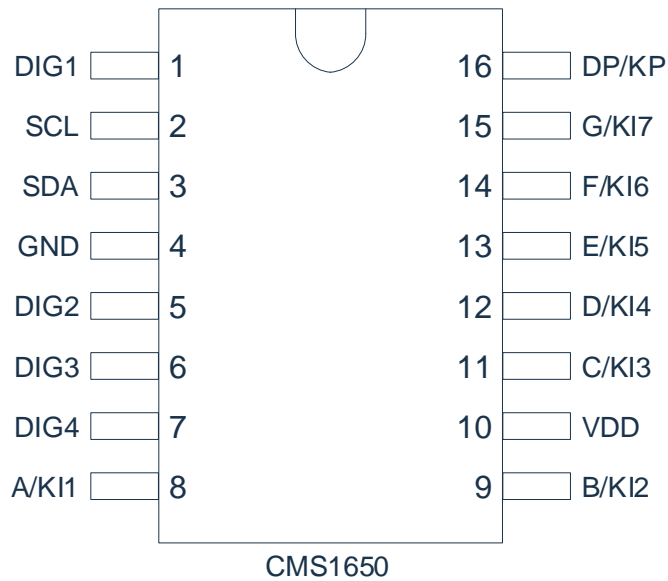 DIG1 1 16 DP/KP
SCL 2 15 G/KI7
SDA 3 14 F/KI6
GND 4 13 E/KI5
DIG2 5 12 D/KI4
DIG3 6 11 C/KI3
DIG4 7 10 VDD
A/KI1 8 9 B/KI2
CMS1650